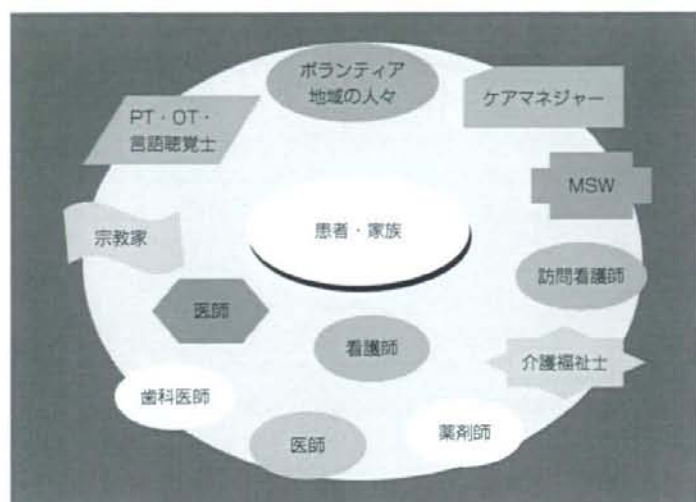 ボランティア
地域の人々
ケアマネジャー
PT・OT・
言語聴覚士
MSW
宗教家
患者・家族
訪問看護師
医師
看護師
介護福祉士
歯科医師
薬剤師
医師